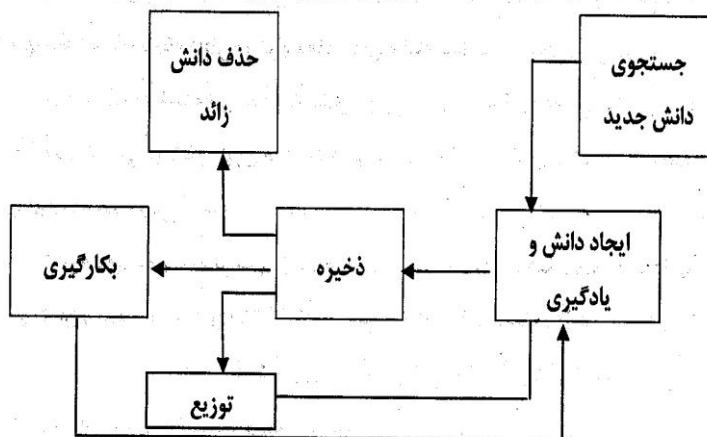 جستجوی
دانش جدید
حذف دانش
زائد
ایجاد دانش و
یادگیری
ذخیره
بکارگیری
توزیع